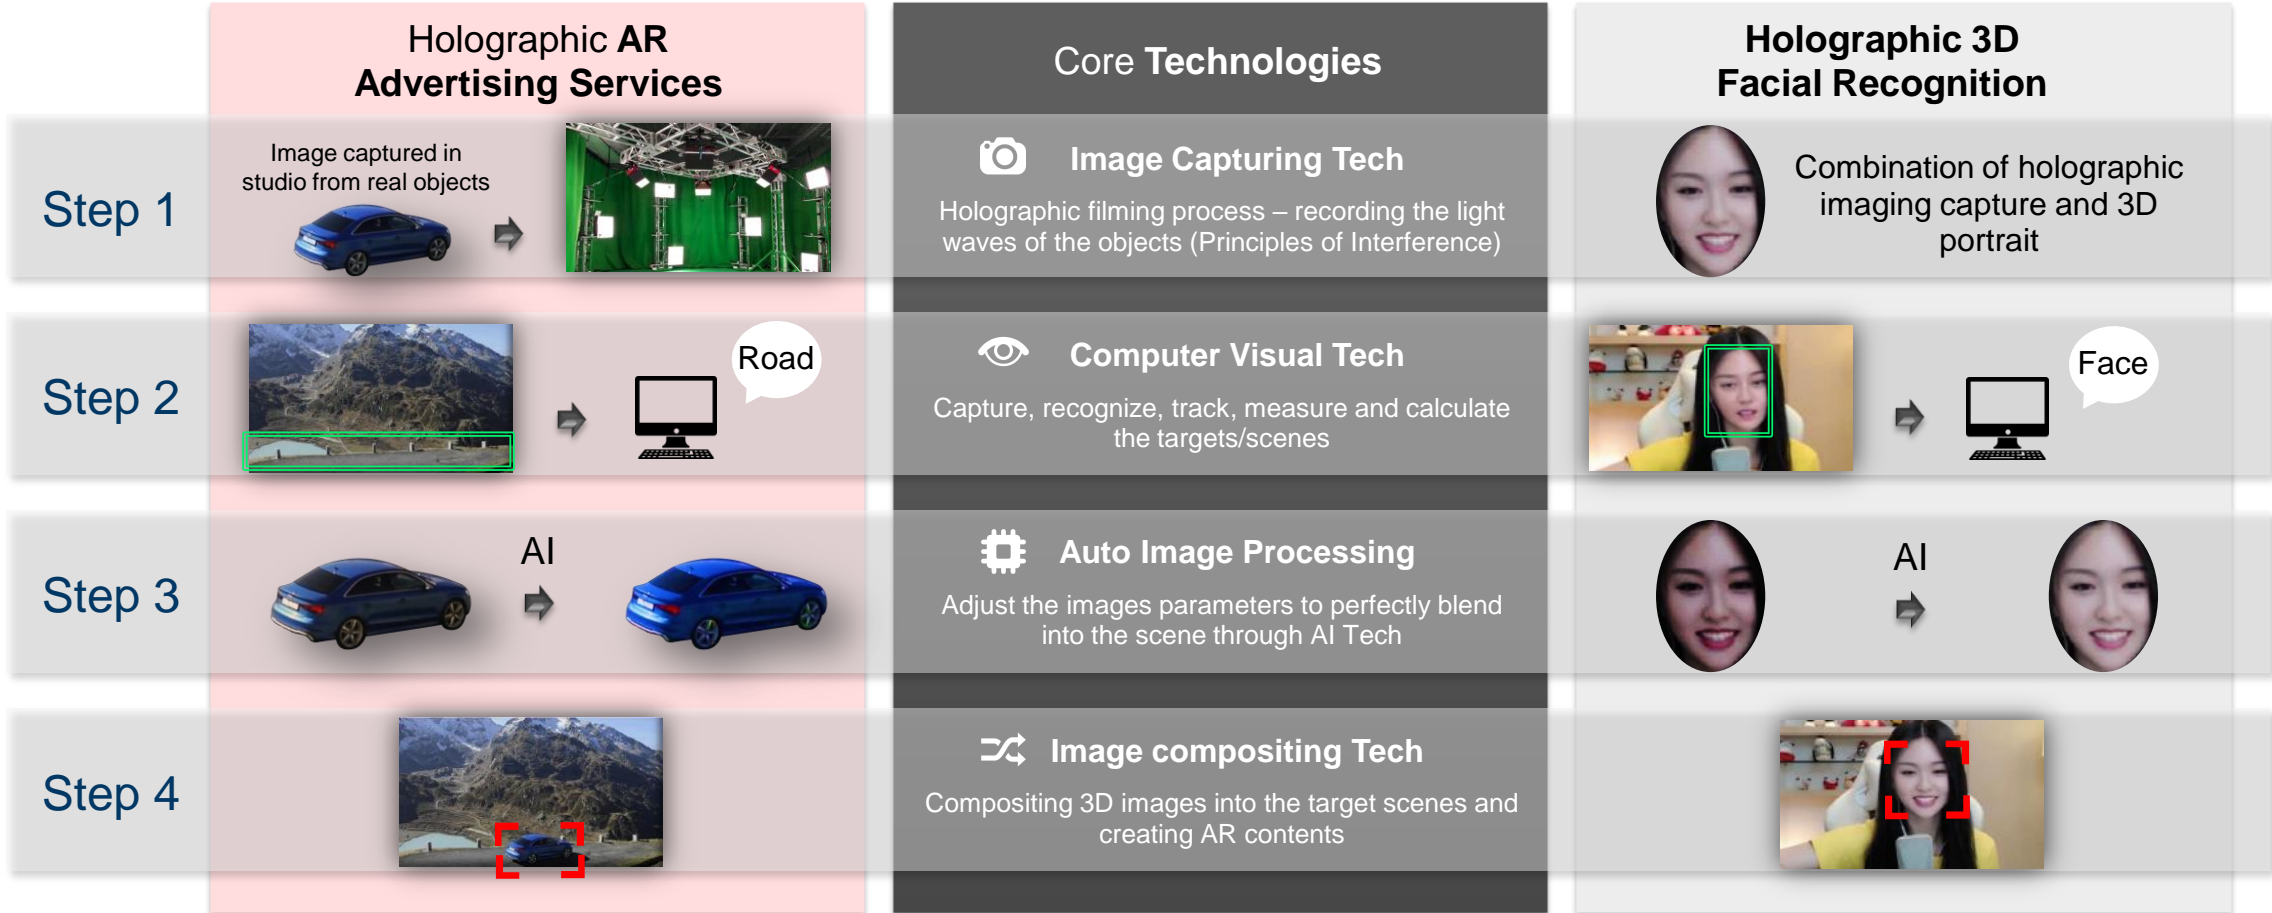 Holographic AR
Advertising Services
Core Technologies
Holographic 3D
Facial Recognition
Step 1
Image captured in
studio from real objects
Image Capturing Tech
Holographic filming process – recording the light
waves of the objects (Principles of Interference)
Combination of holographic
imaging capture and 3D
portrait
Step 2
Road
Computer Visual Tech
Capture, recognize, track, measure and calculate
the targets/scenes
Face
Step 3
AI
Auto Image Processing
Adjust the images parameters to perfectly blend
into the scene through AI Tech
AI
Step 4
Image compositing Tech
Compositing 3D images into the target scenes and
creating AR contents